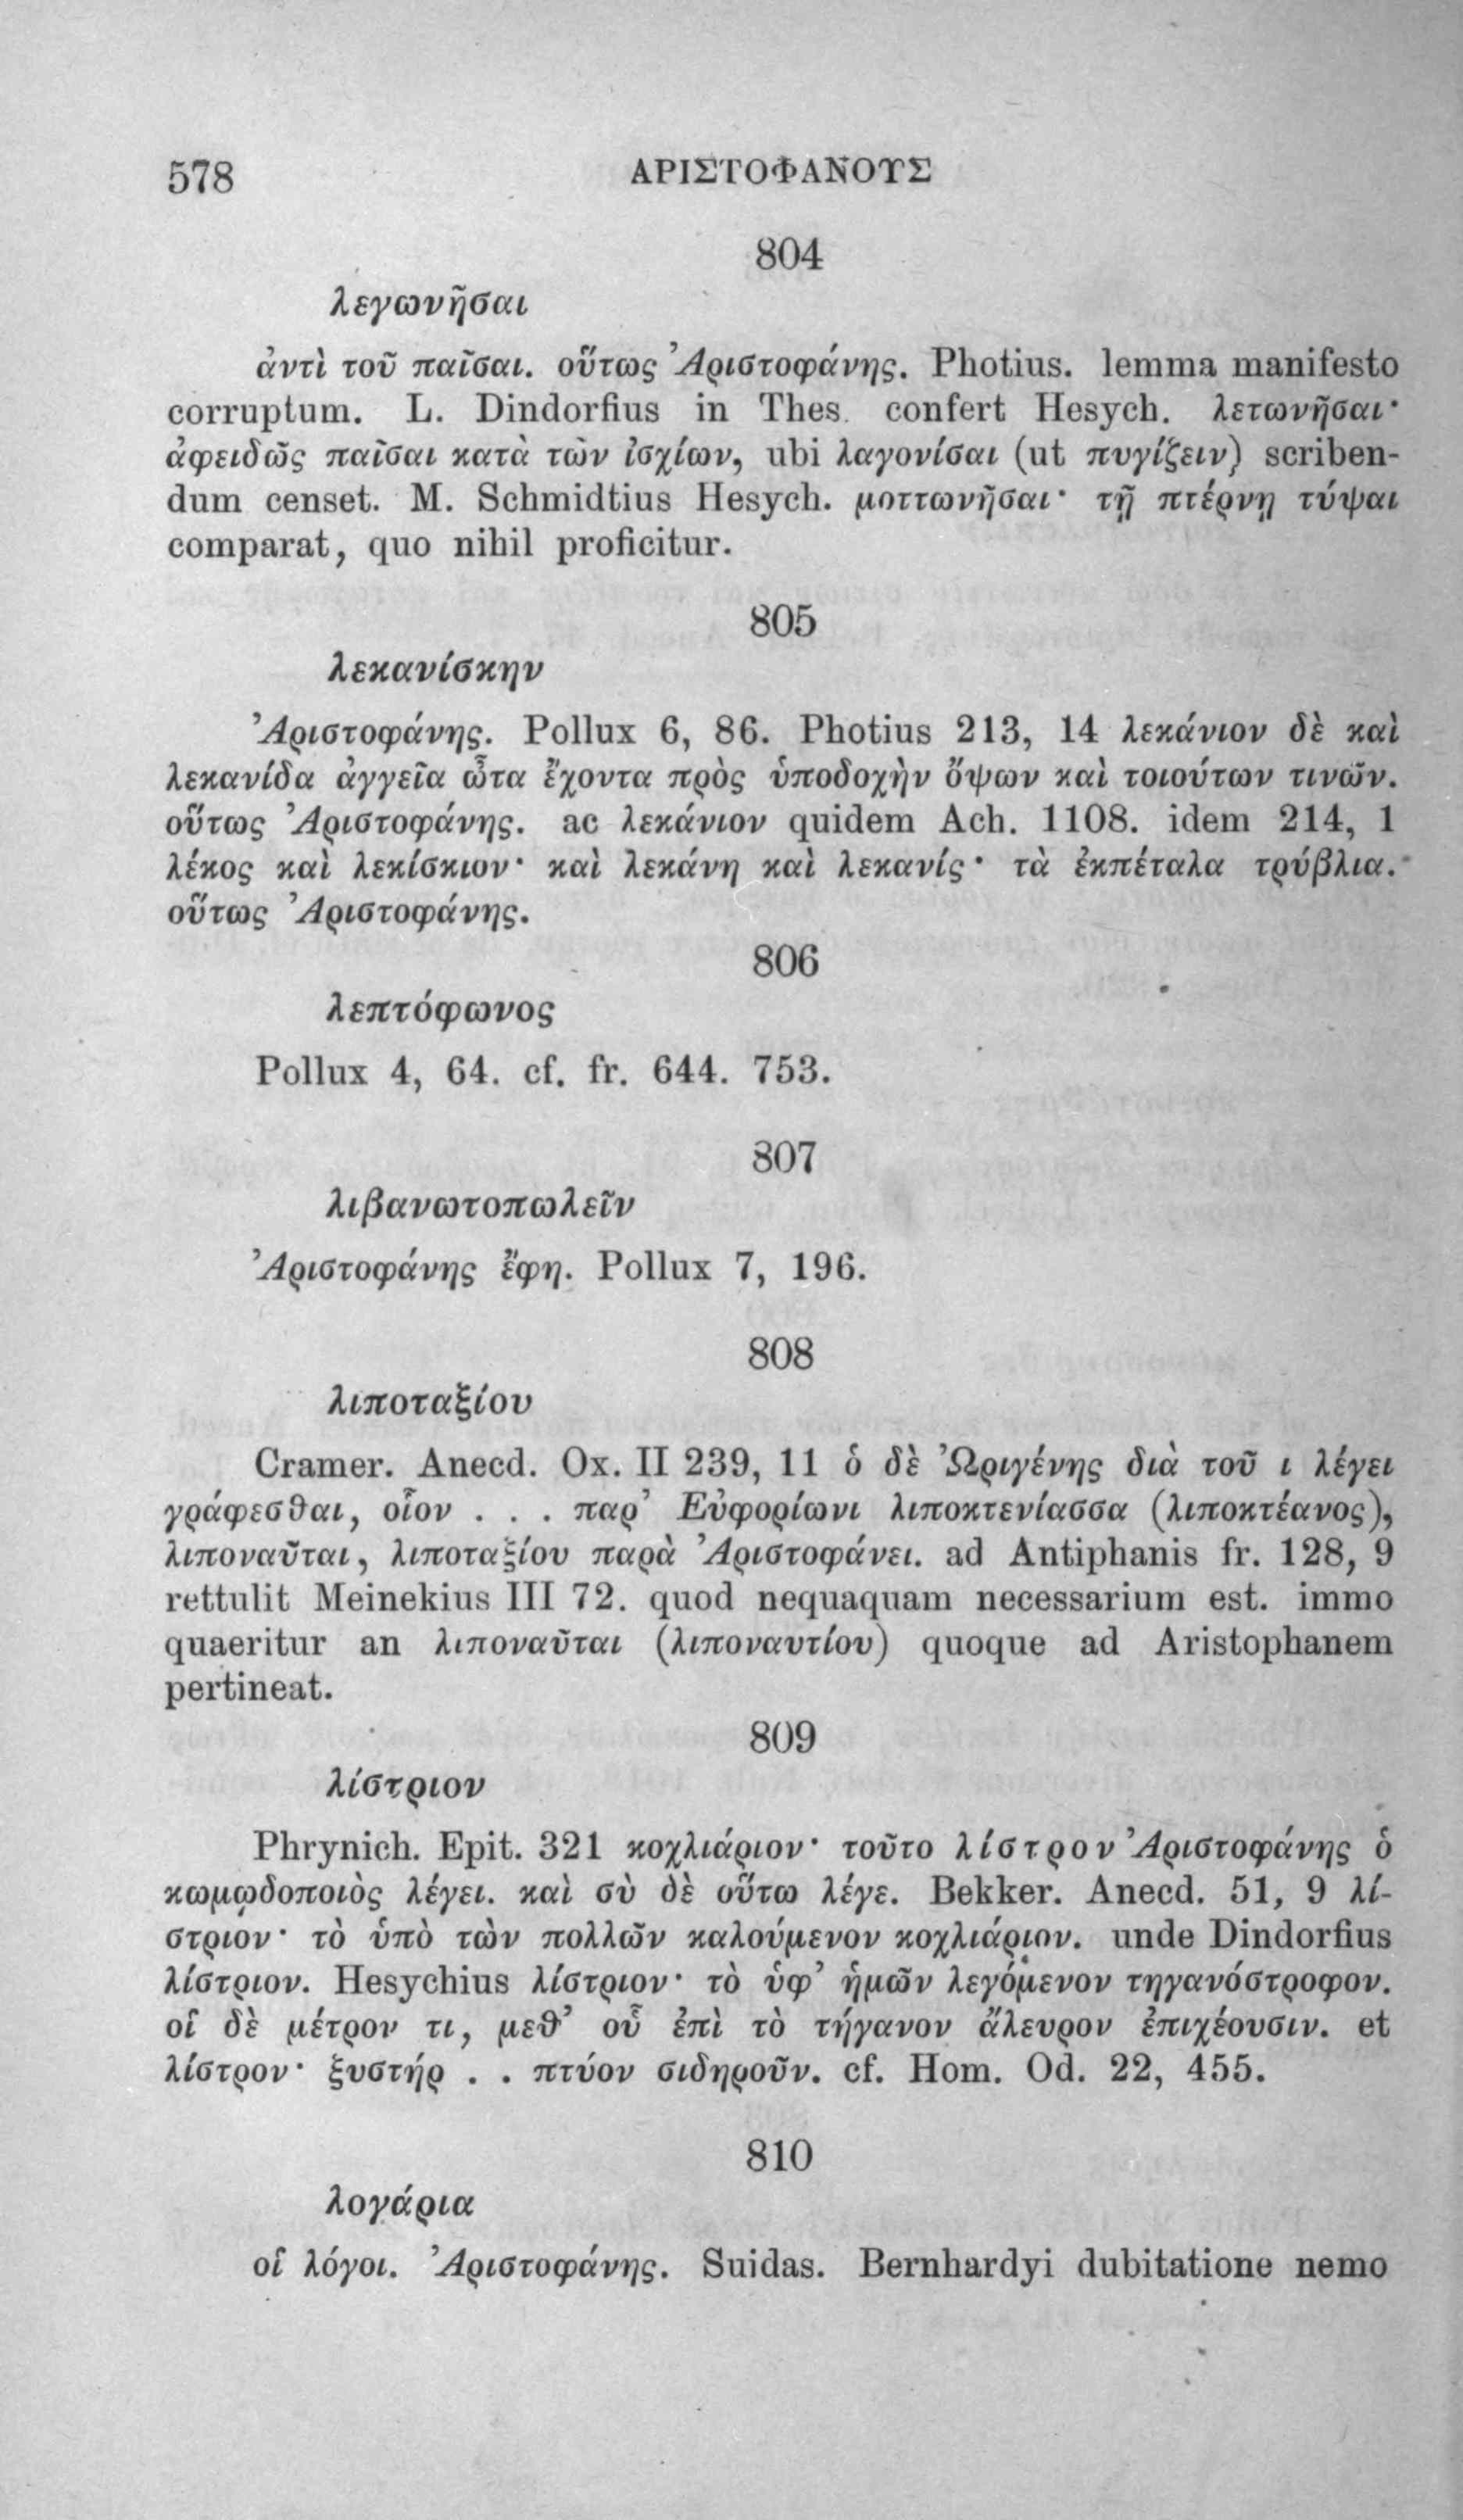 578
ΑΡΙΣΤΟΦΑΝΟΥΣ
804
λεγωνῆσαι
ἀντὶ τοῦ παῖσαι. οὕτως Ἀριστοφάνης. Photius. lemma manifesto
corruptum. L. Dindorfius in Thes. confert Hesych. λετωνῆσαι·
ἀφειδῶς παῖσαι κατὰ τῶν ἰσχίων, ubi λαγονίσαι (ut πυγίζειν) scriben-
dum censet. M. Schmidtius Hesych. μοττωνῆσαι· τῇ πτέρνῃ τύψαι
comparat, quo nihil proficitur.
805
λεκανίσκην
Ἀριστοφάνης. Pollux 6, 86. Photius 213, 14 λεκάνιον δὲ καὶ
λεκανίδα ἀγγεῖα ὦτα ἔχοντα πρὸς ὑποδοχὴν ὄψων καὶ τοιούτων τινῶν.
οὕτως Ἀριστοφάνης. ac λεκάνιον quidem Ach. 1108. idem 214, 1
λέκος καὶ λεκίσκιον· καὶ λεκάνη καὶ λεκανίς· τὰ ἐκπέταλα τρύβλια.
οὕτως Ἀριστοφάνης.
806
λεπτόφωνος
Pollux 4, 64. cf. fr. 644. 753.
807
λιβανωτοπωλεῖν
Ἀριστοφάνης ἔφη. Pollux 7, 196.
808
λιποταξίου
Cramer. Anecd. Ox. II 239, 11 ὁ δὲ Ὠριγένης διὰ τοῦ ι λέγει
γράφεσθαι, οἷον . . . παρ’ Εὐφορίωνι λιποκτενίασσα (λιποκτέανος),
λιποναῦται, λιποταξίου παρὰ Ἀριστοφάνει. ad Antiphanis fr. 128, 9
rettulit Meinekius III 72. quod nequaquam necessarium est. immo
quaeritur an λιποναῦται (λιποναυτίου) quoque ad Aristophanem
pertineat.
809
λίστριον
Phrynich. Epit. 321 κοχλιάριον· τοῦτο λίστρον Ἀριστοφάνης ὁ
κωμῳδοποιὸς λέγει. καὶ σὺ δὲ οὕτω λέγε. Bekker. Anecd. 51, 9 λί-
στριον· τὸ ὑπὸ τῶν πολλῶν καλούμενον κοχλιάριον. unde Dindorfius
λίστριον. Hesychius λίστριον· τὸ ὑφ’ ἡμῶν λεγόμενον τηγανόστροφον.
οἱ δὲ μέτρον τι, μεθ’ οὗ ἐπὶ τὸ τήγανον ἄλευρον ἐπιχέουσιν. et
λίστρον· ξυστήρ . . πτύον σιδηροῦν. cf. Hom. Od. 22, 455.
810
λογάρια
οἱ λόγοι. Ἀριστοφάνης. Suidas. Bernhardyi dubitatione nemo